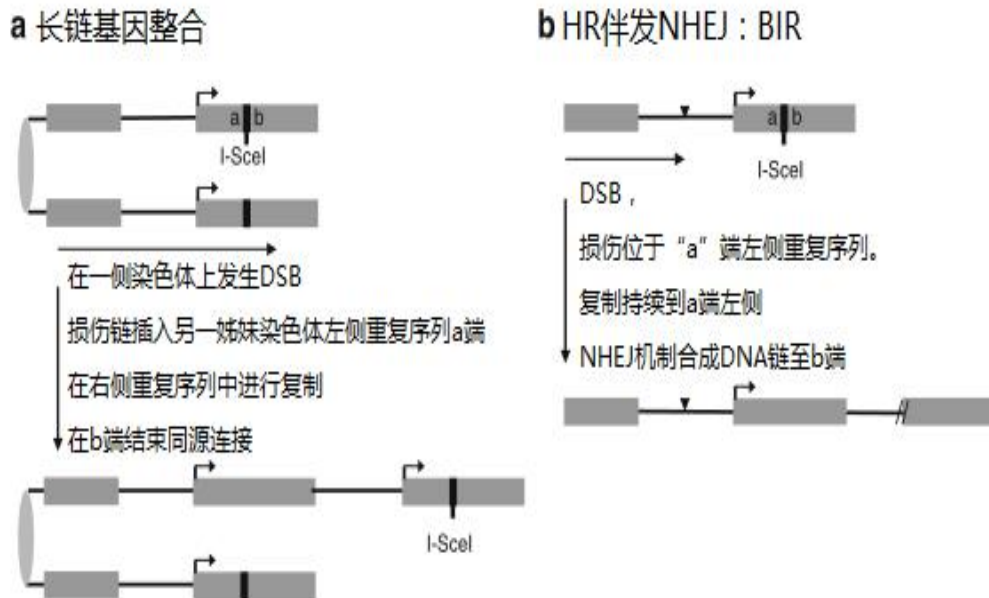 a 长链基因整合
a b
I-SceI
在一侧染色体上发生DSB
损伤链插入另一姊妹染色体左侧重复序列a端
在右侧重复序列中进行复制
在b端结束同源连接
I-SceI
b HR伴发NHEJ：BIR
a b
I-SceI
DSB，
损伤位于“a”端左侧重复序列。
复制持续到a端左侧
NHEJ机制合成DNA链至b端